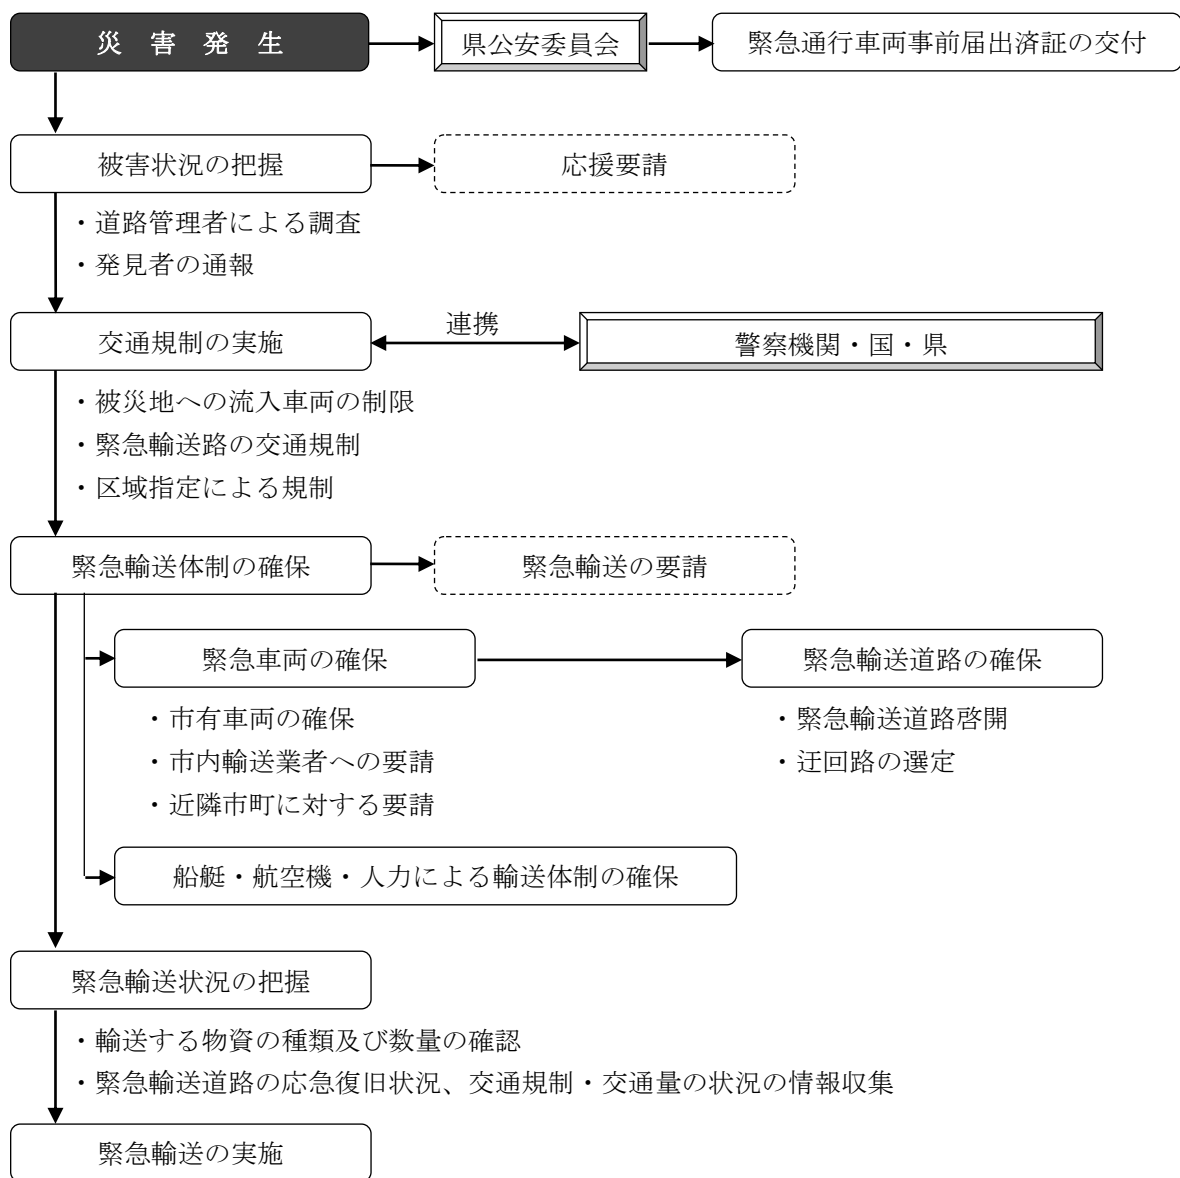 災 害 発 生
県公安委員会
緊急通行車両事前届出済証の交付
被害状況の把握
応援要請
・道路管理者による調査
・発見者の通報
交通規制の実施
連携
警察機関・国・県
・被災地への流入車両の制限
・緊急輸送路の交通規制
・区域指定による規制
緊急輸送体制の確保
緊急輸送の要請
緊急車両の確保
緊急輸送道路の確保
・市有車両の確保
・市内輸送業者への要請
・近隣市町に対する要請
・緊急輸送道路啓開
・迂回路の選定
船艇・航空機・人力による輸送体制の確保
緊急輸送状況の把握
・輸送する物資の種類及び数量の確認
・緊急輸送道路の応急復旧状況、交通規制・交通量の状況の情報収集
緊急輸送の実施